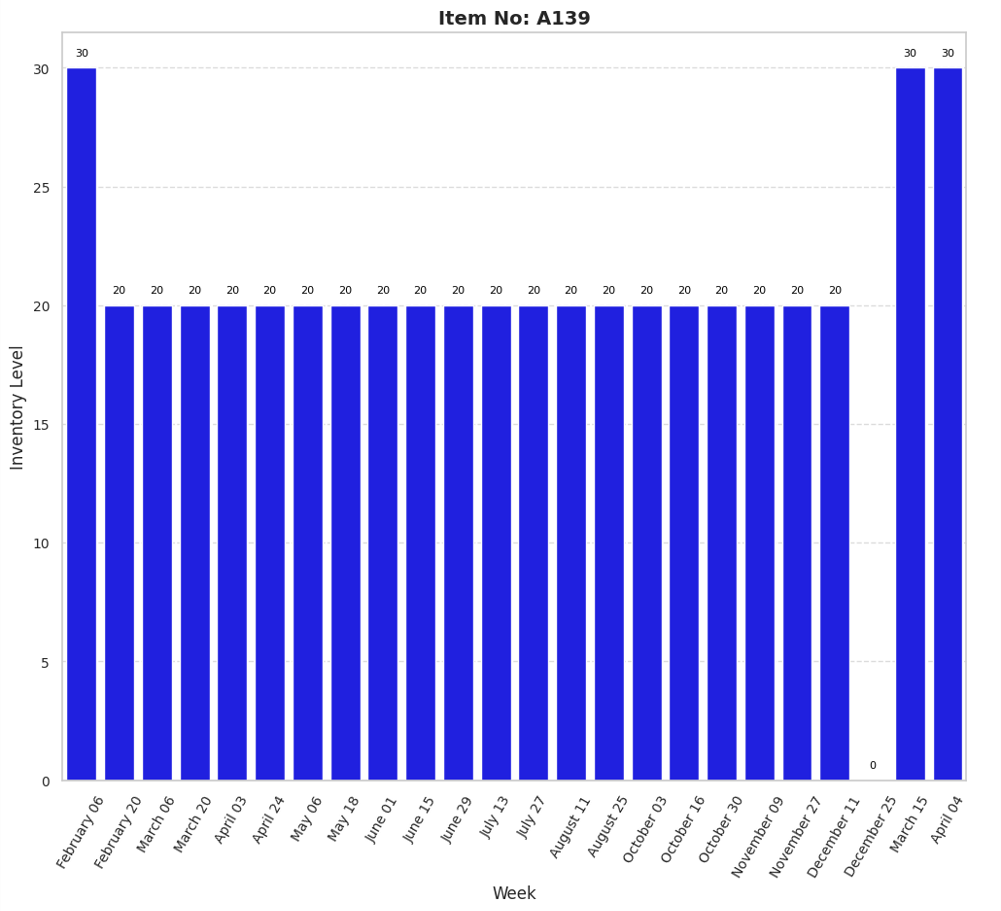 Item No: A139
30 20 20 20 20 20 20 20 20 20 20 20 20 20 20 20 20 20 20 20 20 0 30 30
30
25
20
15
10
5
0
Inventory Level
February 06 February 20 March 06 March 20 April 03 April 24 May 06 May 18 June 01 June 15 June 29 July 13 July 27 August 11 August 25 October 03 October 16 October 30 November 09 November 27 December 11 December 25 March 15 April 04
Week